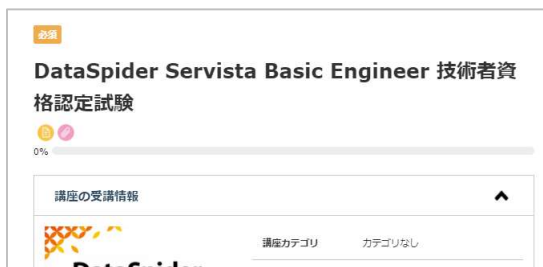 必須
DataSpider Servista Basic Engineer 技術者資
格認定試験
0%
講座の受講情報
講座カテゴリ
カテゴリなし
DataSpider